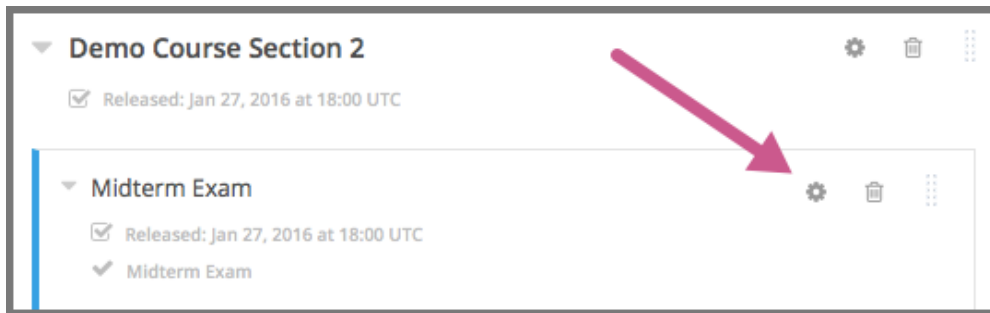 Demo Course Section 2
Released: Jan 27, 2016 at 18:00 UTC
Midterm Exam
Released: Jan 27, 2016 at 18:00 UTC
Midterm Exam